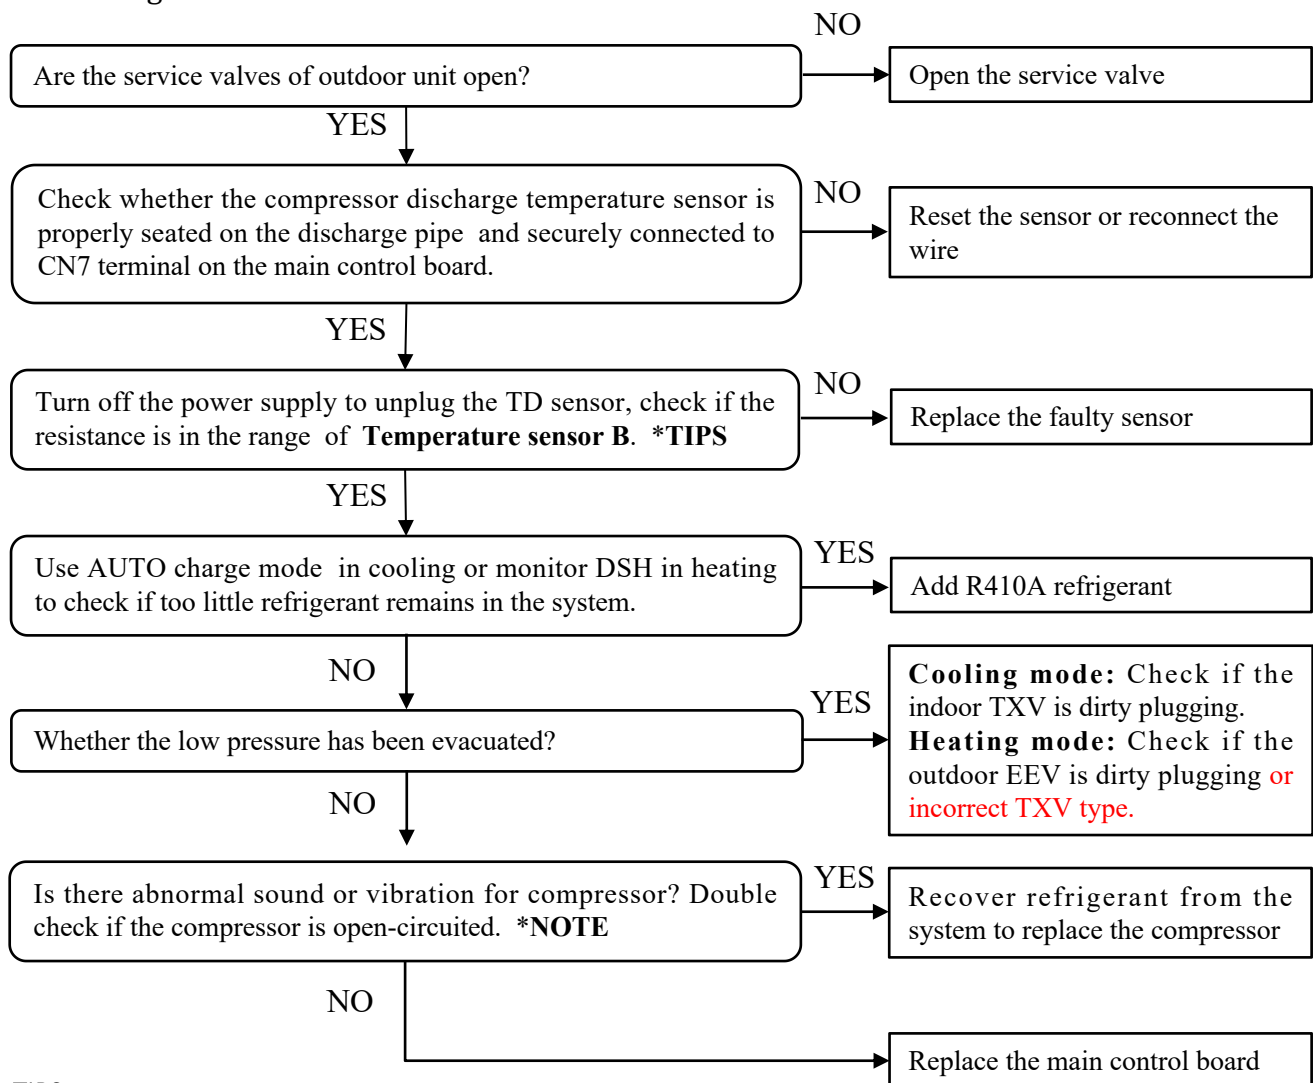 NO
Are the service valves of outdoor unit open?
Open the service valve
YES
Check whether the compressor discharge temperature sensor is
properly seated on the discharge pipe and securely connected to
CN7 terminal on the main control board.
NO
Reset the sensor or reconnect the
wire
YES
Turn off the power supply to unplug the TD sensor, check if the
resistance is in the range of Temperature sensor B. *TIPS
NO
Replace the faulty sensor
YES
Use AUTO charge mode in cooling or monitor DSH in heating
to check if too little refrigerant remains in the system.
YES
Add R410A refrigerant
NO
Whether the low pressure has been evacuated?
YES
Cooling mode: Check if the
indoor TXV is dirty plugging.
Heating mode: Check if the
outdoor EEV is dirty plugging or
incorrect TXV type.
NO
Is there abnormal sound or vibration for compressor? Double
check if the compressor is open-circuited. *NOTE
YES
Recover refrigerant from the
system to replace the compressor
NO
Replace the main control board